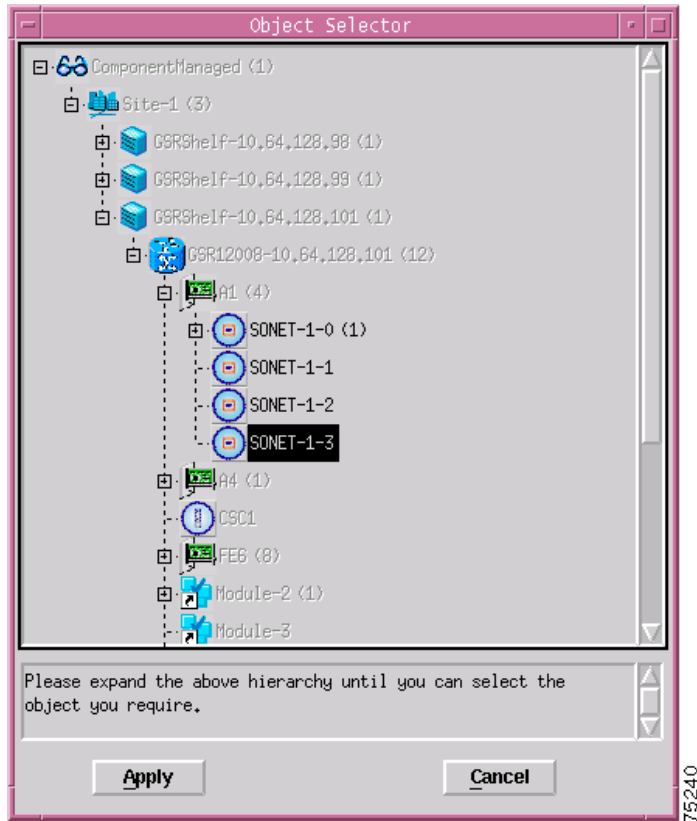 Object Selector
ComponentManaged (1)
Site-1 (3)
GSRShelf-10.64.128.98 (1)
GSRShelf-10.64.128.99 (1)
GSRShelf-10.64.128.101 (1)
GSR12008-10.64.128.101 (12)
A1 (4)
SONET-1-0 (1)
SONET-1-1
SONET-1-2
SONET-1-3
A4 (1)
CSC1
FE6 (8)
Module-2 (1)
Module-3
Please expand the above hierarchy until you can select the
object you require.
Apply Cancel
75240